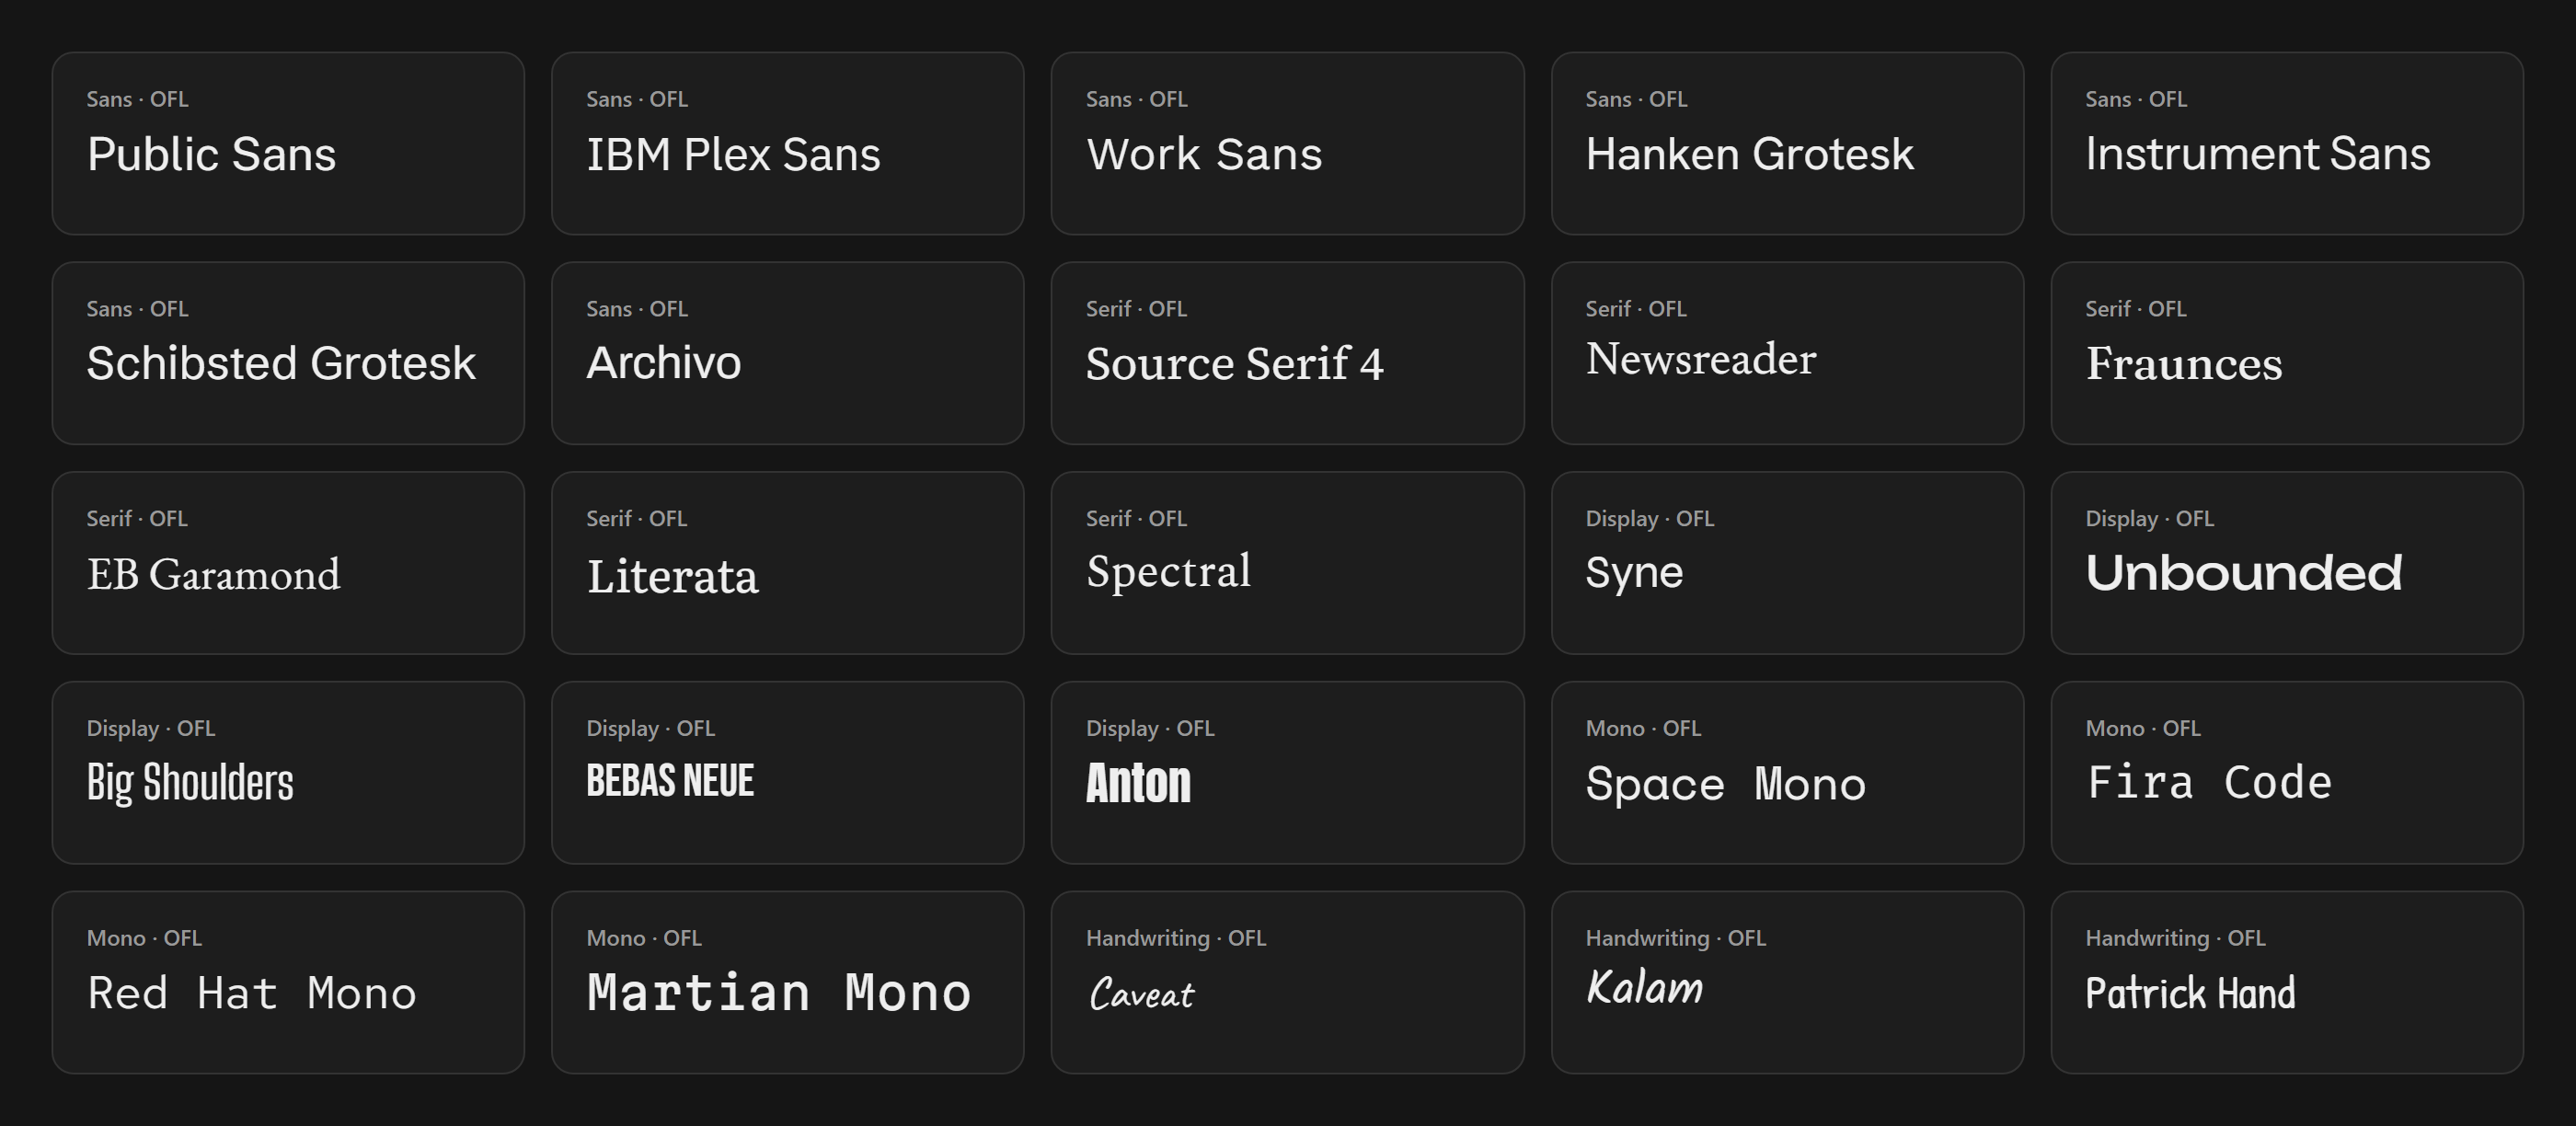 Sans · OFL
Public Sans
Sans · OFL
IBM Plex Sans
Sans · OFL
Work Sans
Sans · OFL
Hanken Grotesk
Sans · OFL
Instrument Sans
Sans · OFL
Schibsted Grotesk
Sans · OFL
Archivo
Serif · OFL
Source Serif 4
Serif · OFL
Newsreader
Serif · OFL
Fraunces
Serif · OFL
EB Garamond
Serif · OFL
Literata
Serif · OFL
Spectral
Display · OFL
Syne
Display · OFL
Unbounded
Display · OFL
Big Shoulders
Display · OFL
BEBAS NEUE
Display · OFL
Anton
Mono · OFL
Space Mono
Mono · OFL
Fira Code
Mono · OFL
Red Hat Mono
Mono · OFL
Martian Mono
Handwriting · OFL
Caveat
Handwriting · OFL
Kalam
Handwriting · OFL
Patrick Hand